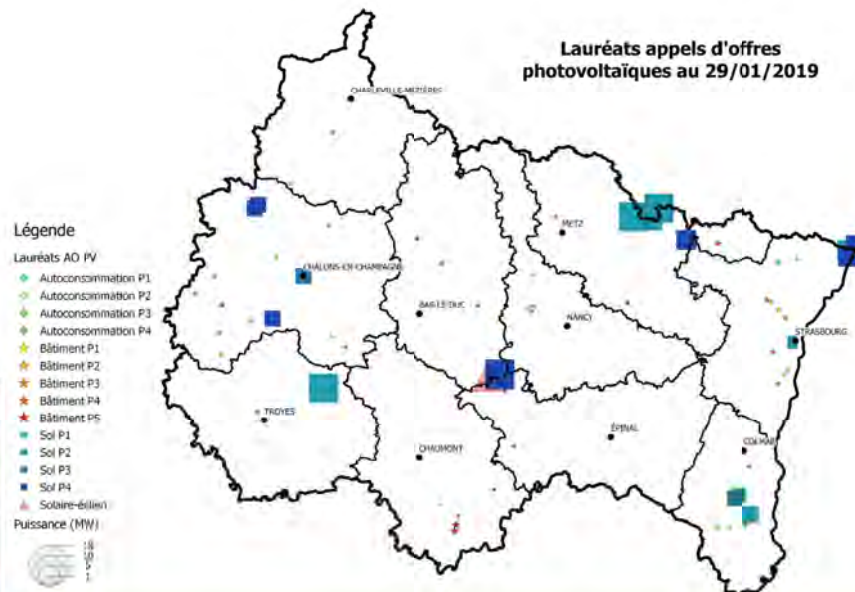 Lauréats appels d'offres
photovoltaïques au 29/01/2019
CHARLEVILLE-MÉZIÈRES
METZ
CHÂLONS-EN-CHAMPAGNE
BAR-LE-DUC
NANCY
STRASBOURG
TROYES
CHAUMONT
ÉPINAL
COLMAR
Légende
Lauréats AO PV
Autoconsommation P1
Autoconsommation P2
Autoconsommation P3
Autoconsommation P4
Bâtiment P1
Bâtiment P2
Bâtiment P3
Bâtiment P4
Bâtiment P5
Sol P1
Sol P2
Sol P3
Sol P4
Solaire-éolien
Puissance (MW)